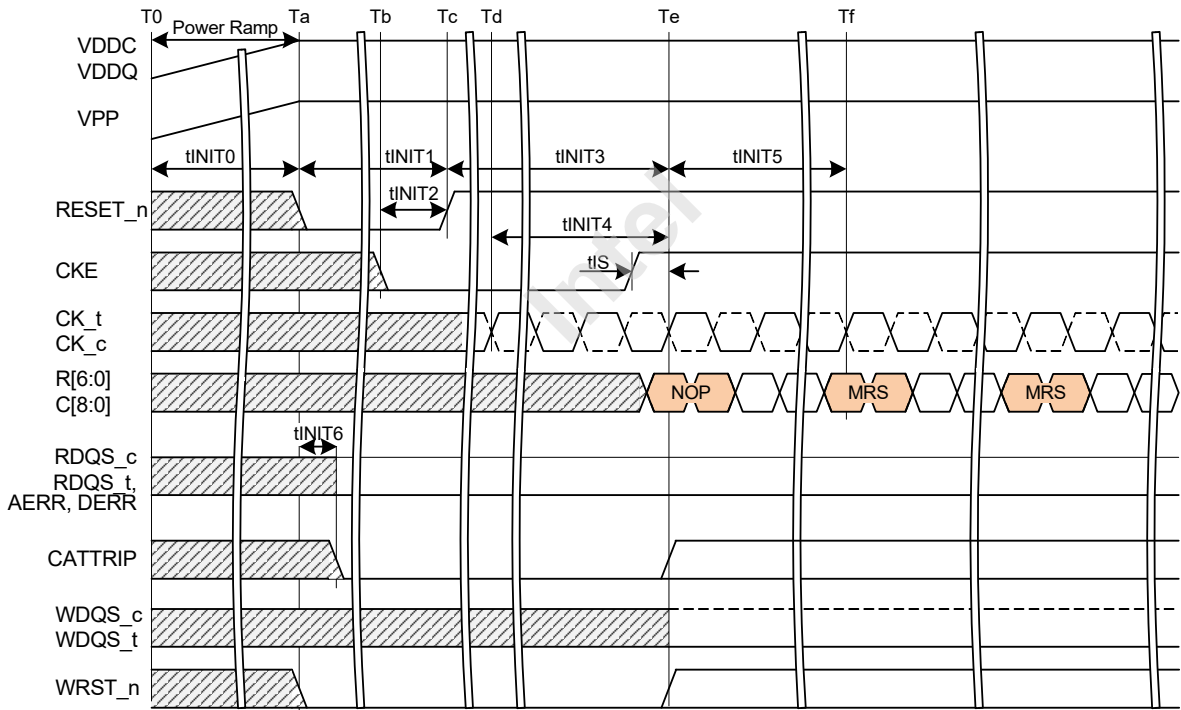 T0 Ta Tb Tc Td Te Tf
Power Ramp
VDDC
VDDQ
VPP
tINIT0 tINIT1 tINIT3 tINIT5
tINIT2
RESET_n
tINIT4
tIS
CKE
Intel
CK_t
CK_c
R[6:0]
C[8:0]
NOP MRS MRS
tINIT6
RDQS_c
RDQS_t,
AERR, DERR
CATTRIP
WDQS_c
WDQS_t
WRST_n